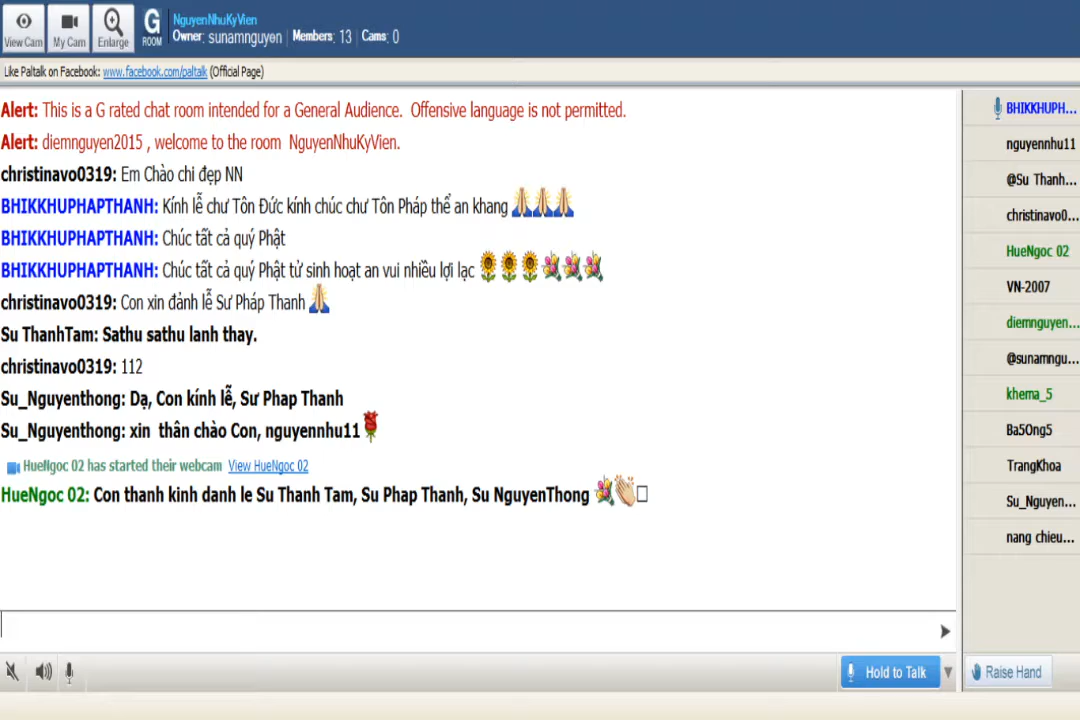 NguyenNhuKyVien
View Cam My Cam Enlarge G ROOM Owner: sunamnguyen Members: 13 Cams: 0
Like Paltalk on Facebook: www.facebook.com/paltalk (Official Page)
Alert: This is a G rated chat room intended for a General Audience. Offensive language is not permitted.
Alert: diemnguyen2015 , welcome to the room NguyenNhuKyVien.
christinavo0319: Em Chào chi đẹp NN
BHIKKHUPHAPTHANH: Kính lễ chư Tôn Đức kính chúc chư Tôn Pháp thể an khang 🙏🙏🙏
BHIKKHUPHAPTHANH: Chúc tất cả quý Phật
BHIKKHUPHAPTHANH: Chúc tất cả quý Phật tử sinh hoạt an vui nhiều lợi lạc 🌻🌻🌻💐💐💐
christinavo0319: Con xin đảnh lễ Sư Pháp Thanh 🙏
Su ThanhTam: Sathu sathu lanh thay.
christinavo0319: 112
Su_Nguyenthong: Dạ, Con kính lễ, Sư Phap Thanh
Su_Nguyenthong: xin thân chào Con, nguyennhu11 🌹
HueNgoc 02 has started their webcam View HueNgoc 02
HueNgoc 02: Con thanh kinh danh le Su Thanh Tam, Su Phap Thanh, Su NguyenThong 💐👏□
BHIKKHUPH...
nguyennhu11
@Su Thanh...
christinavo0...
HueNgoc 02
VN-2007
diemnguyen...
@sunamngu...
khema_5
Ba5Ong5
TrangKhoa
Su_Nguyen...
nang chieu...
Hold to Talk
Raise Hand